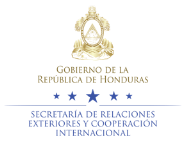 GOBIERNO DE LA
REPÚBLICA DE HONDURAS
SECRETARÍA DE RELACIONES
EXTERIORES Y COOPERACIÓN
INTERNACIONAL